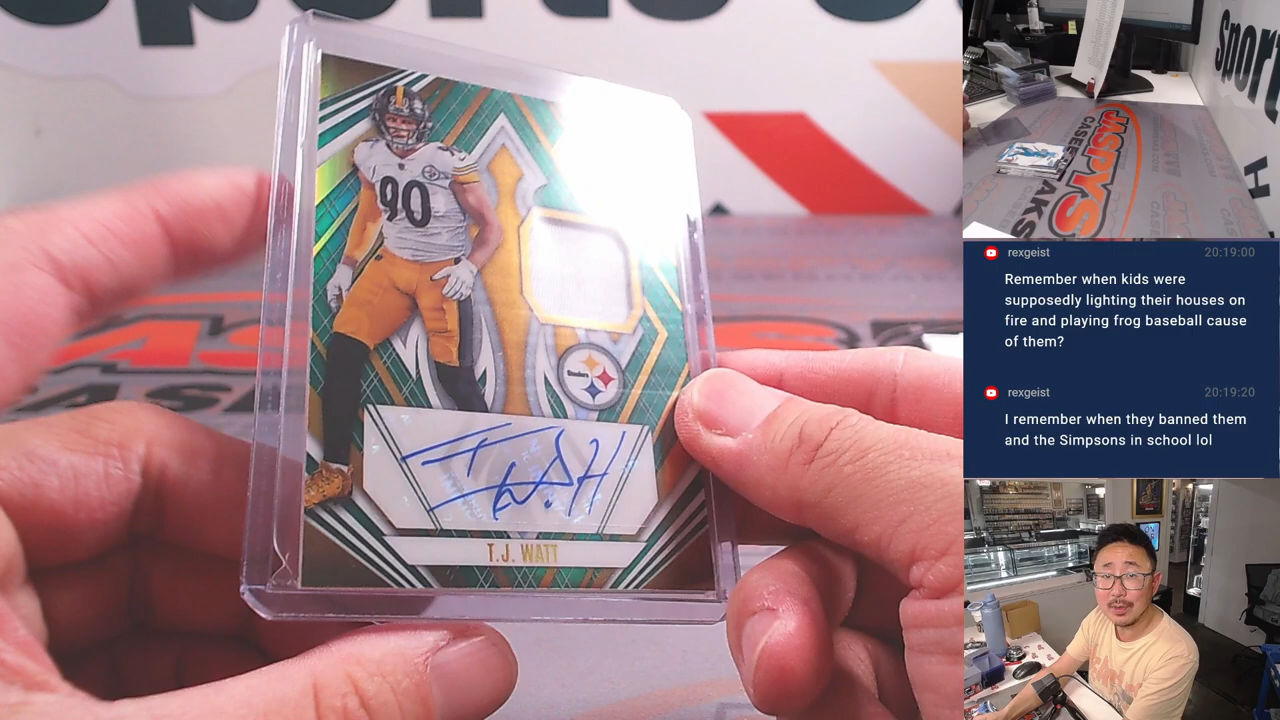 Sports C
90
Steelers
T.J. WATT
CASE
JASPYS
CASE
Sport
rexgeist 20:19:00
Remember when kids were
supposedly lighting their houses on
fire and playing frog baseball cause
of them?
rexgeist 20:19:20
I remember when they banned them
and the Simpsons in school lol